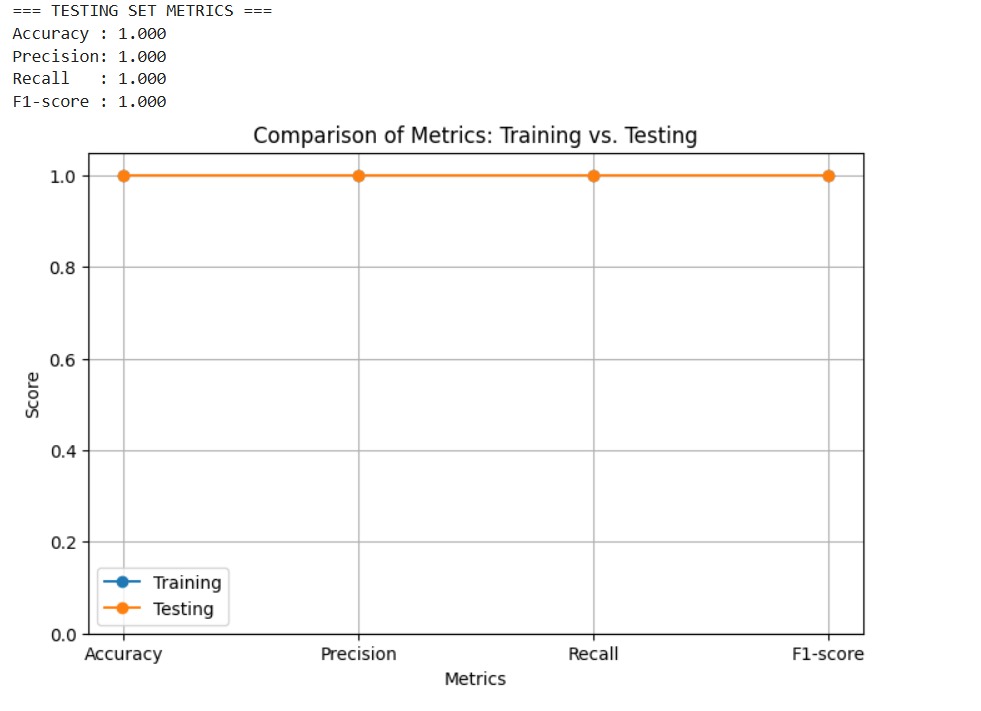 === TESTING SET METRICS ===
Accuracy : 1.000
Precision: 1.000
Recall   : 1.000
F1-score : 1.000
Comparison of Metrics: Training vs. Testing
1.0
0.8
0.6
0.4
0.2
0.0
Score
Training
Testing
Accuracy Precision Recall F1-score
Metrics